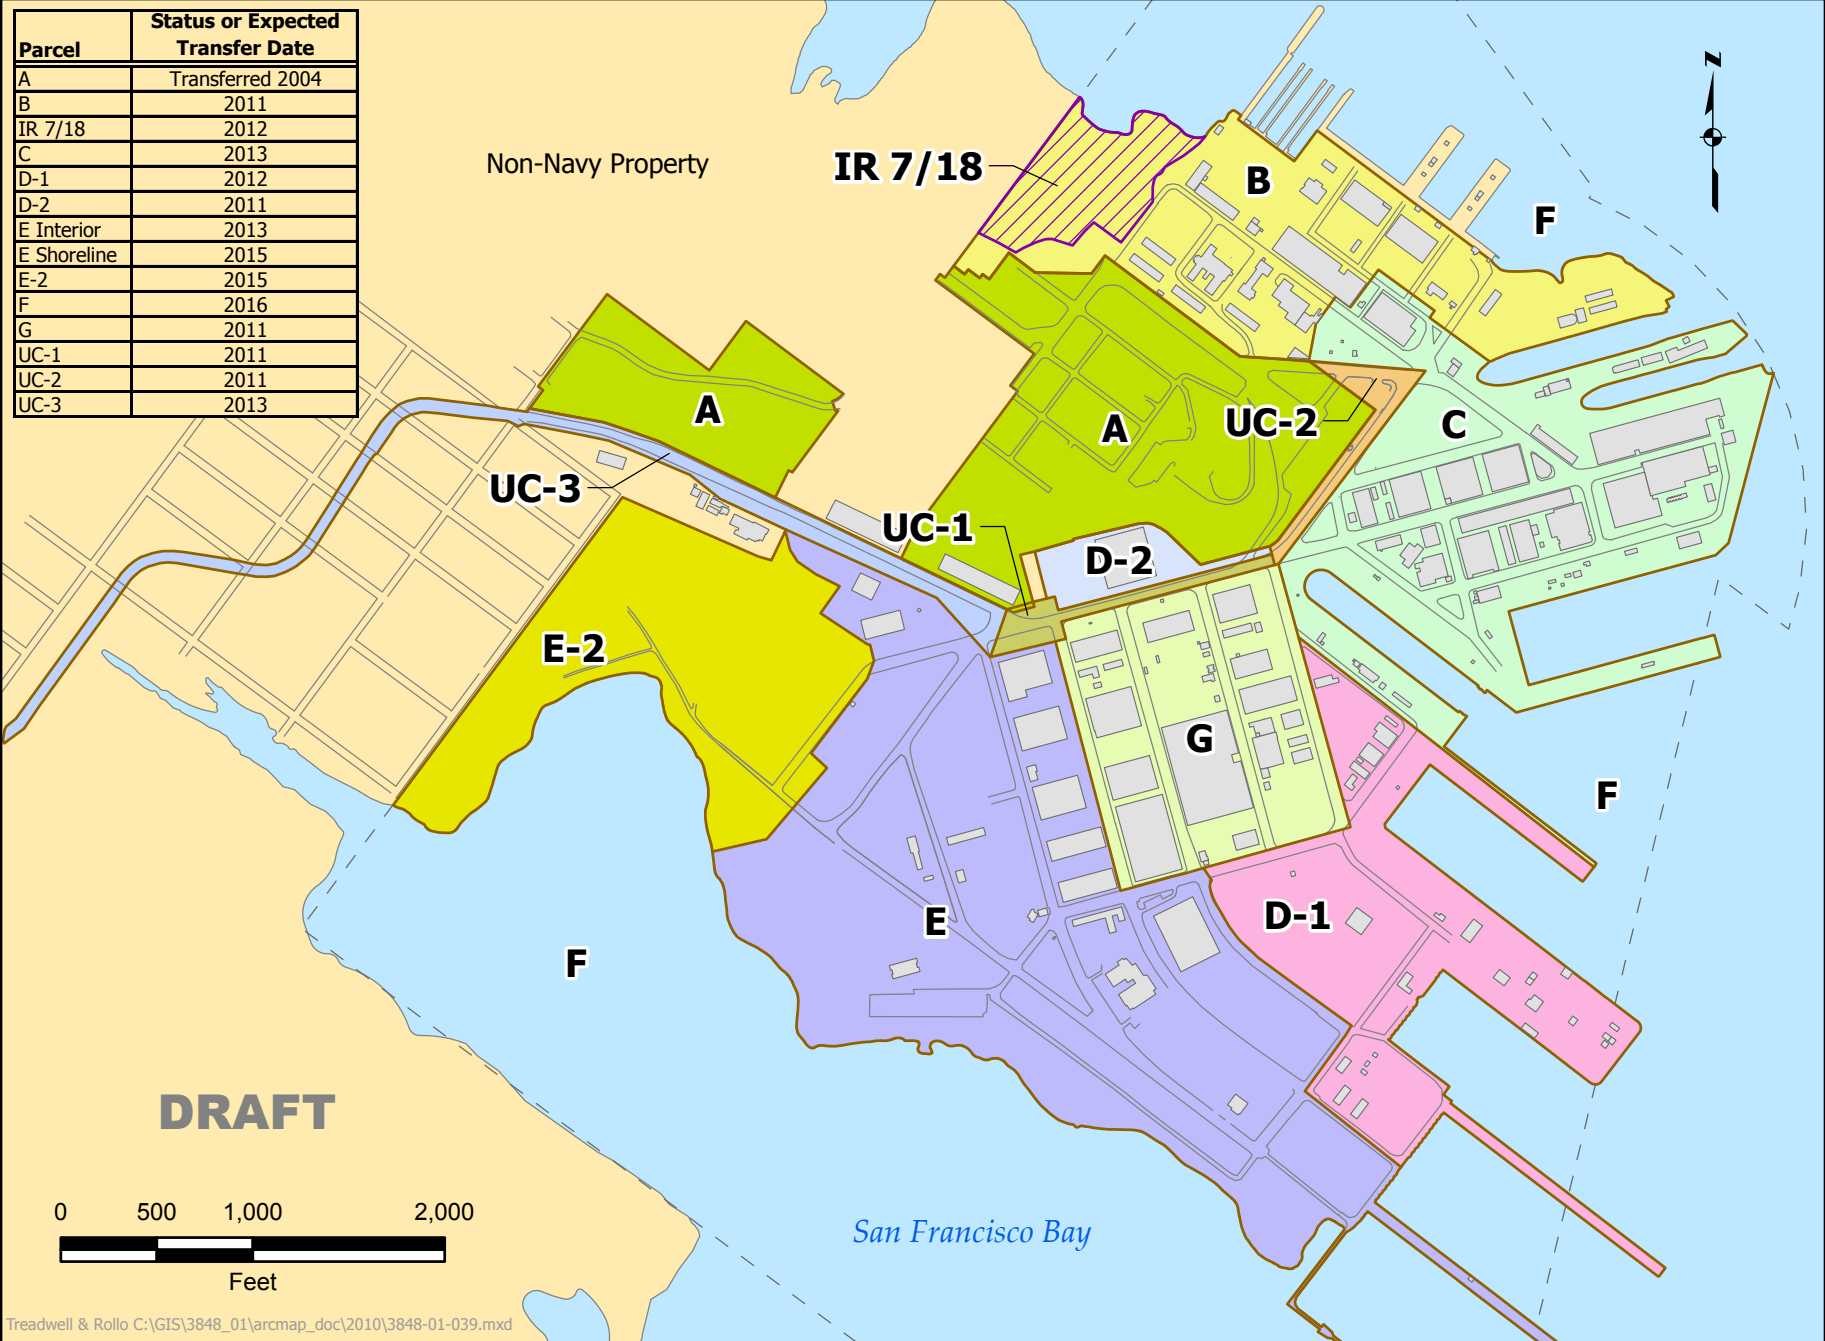 Parcel Status or Expected Transfer Date
A Transferred 2004
B 2011
IR 7/18 2012
C 2013
D-1 2012
D-2 2011
E Interior 2013
E Shoreline 2015
E-2 2015
F 2016
G 2011
UC-1 2011
UC-2 2011
UC-3 2013
Non-Navy Property
N
IR 7/18
B
F
A
A
UC-2
C
UC-3
UC-1
D-2
E-2
G
F
D-1
E
F
DRAFT
San Francisco Bay
0 500 1,000 2,000
Feet
Treadwell & Rollo C:\GIS\3848_01\arcmap_doc\2010\3848-01-039.mxd